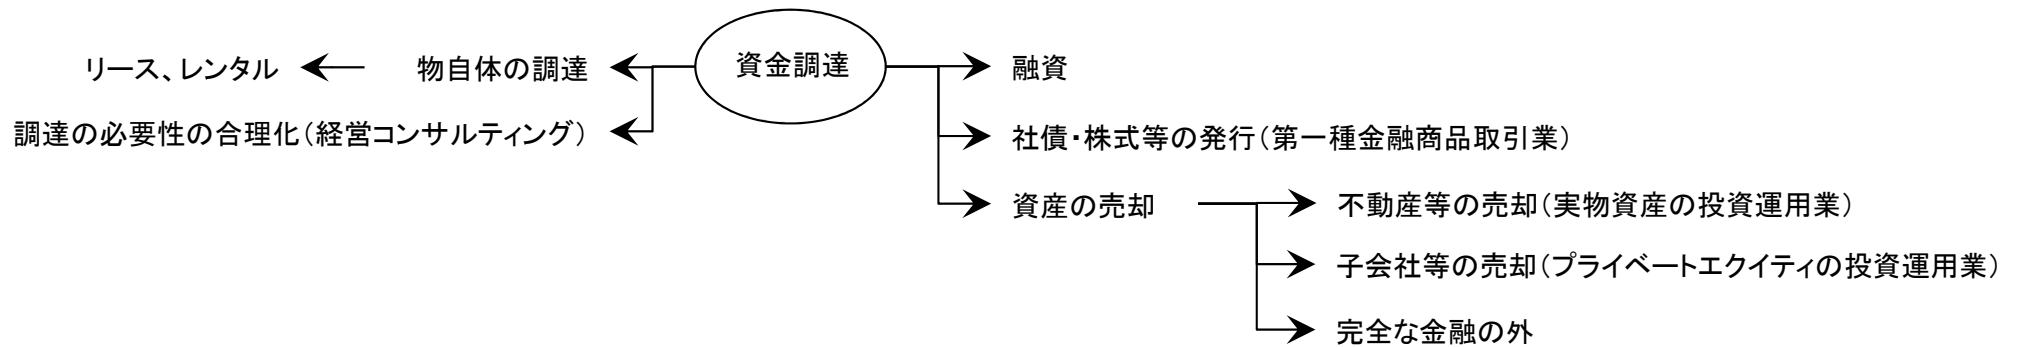 資金調達
リース、レンタル
物自体の調達
調達の必要性の合理化(経営コンサルティング)
融資
社債・株式等の発行(第一種金融商品取引業)
資産の売却
不動産等の売却(実物資産の投資運用業)
子会社等の売却(プライベートエクイティの投資運用業)
完全な金融の外